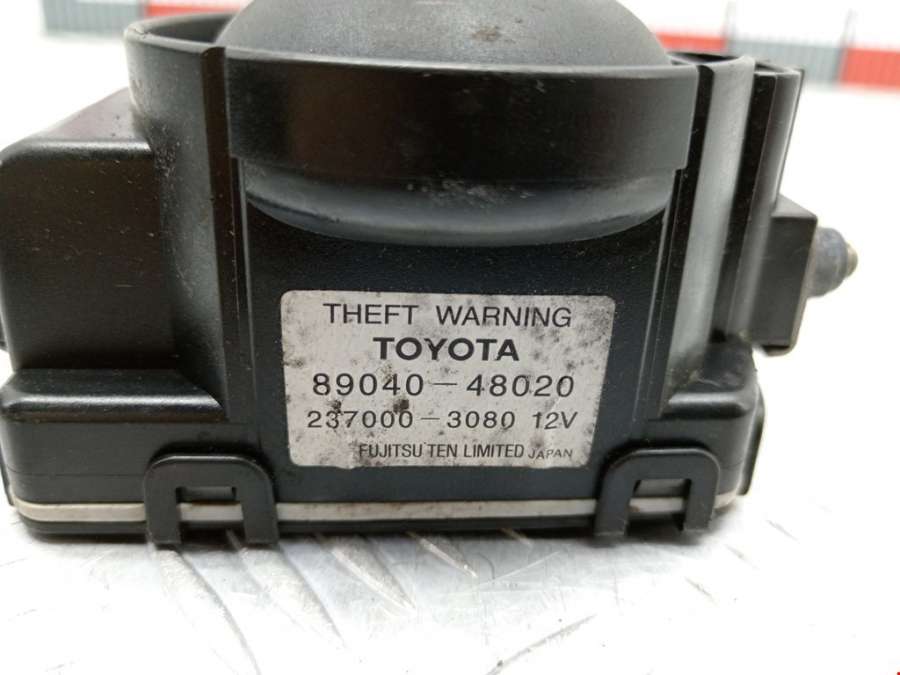 THEFT WARNING
TOYOTA
89040-48020
237000-3080 12V
FUJITSU TEN LIMITED JAPAN